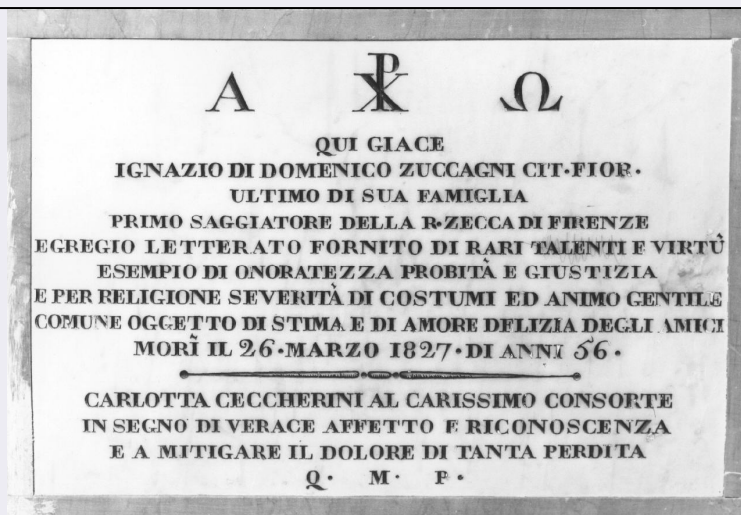 Α ☧ Ω
QUI GIACE
IGNAZIO DI DOMENICO ZUCCAGNI CIT·FIOR·
ULTIMO DI SUA FAMIGLIA
PRIMO SAGGIATORE DELLA R·ZECCA DI FIRENZE
EGREGIO LETTERATO FORNITO DI RARI TALENTI E VIRTÙ
ESEMPIO DI ONORATEZZA PROBITÀ E GIUSTIZIA
E PER RELIGIONE SEVERITÀ DI COSTUMI ED ANIMO GENTILE
COMUNE OGGETTO DI STIMA E DI AMORE DELIZIA DEGLI AMICI
MORÌ IL 26·MARZO 1827·DI ANNI 56·
CARLOTTA CECCHERINI AL CARISSIMO CONSORTE
IN SEGNO DI VERACE AFFETTO E RICONOSCENZA
E A MITIGARE IL DOLORE DI TANTA PERDITA
Q· M· P·